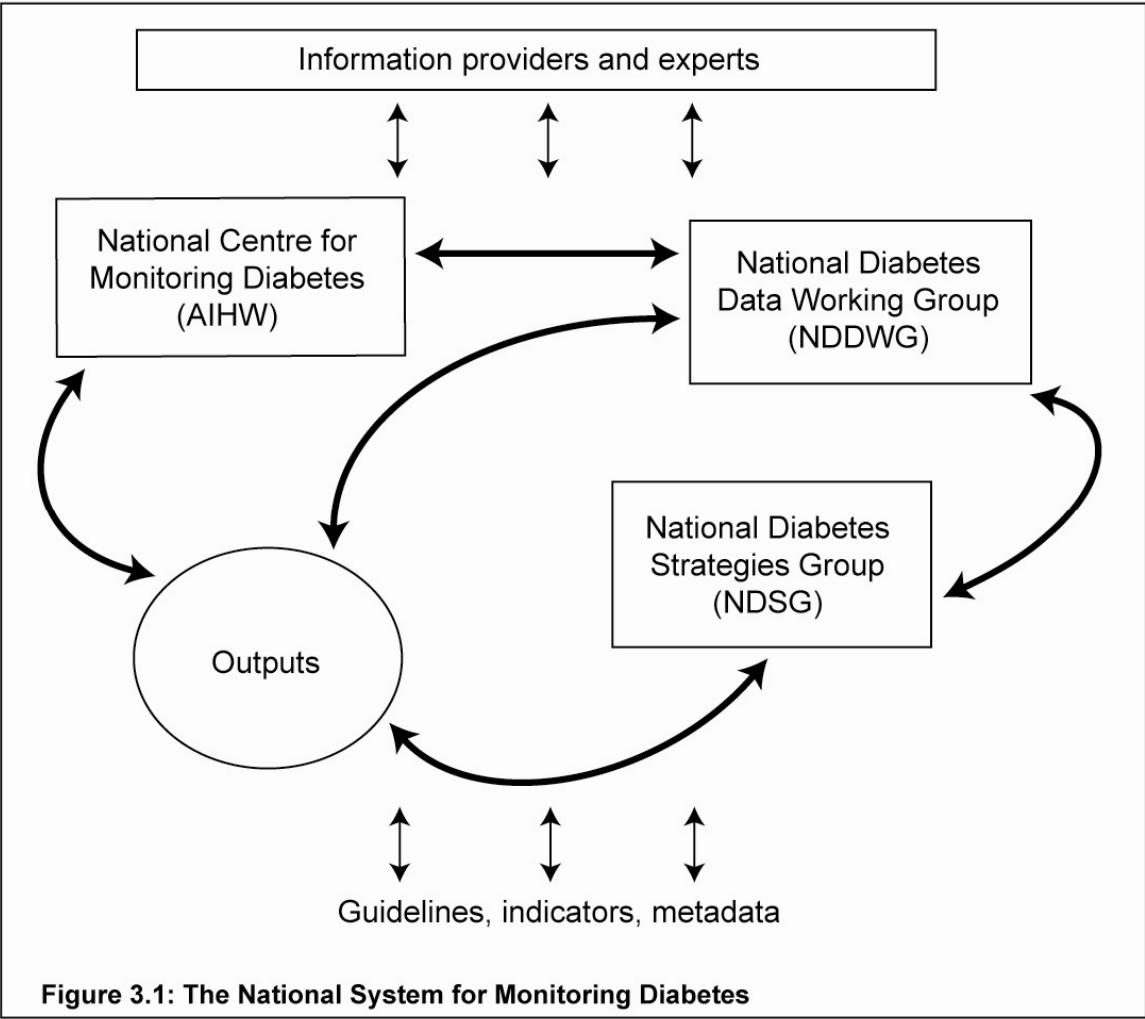 Information providers and experts
National Centre for
Monitoring Diabetes
(AIHW)
National Diabetes
Data Working Group
(NDDWG)
National Diabetes
Strategies Group
(NDSG)
Outputs
Guidelines, indicators, metadata
Figure 3.1: The National System for Monitoring Diabetes